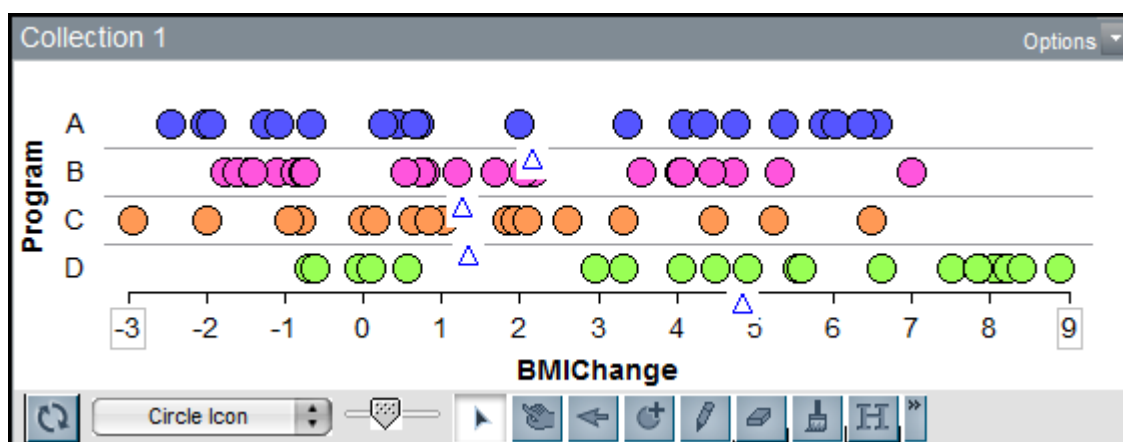 Collection 1 Options
Program
A
B
C
D
-3 -2 -1 0 1 2 3 4 5 6 7 8 9
BMIChange
Circle Icon